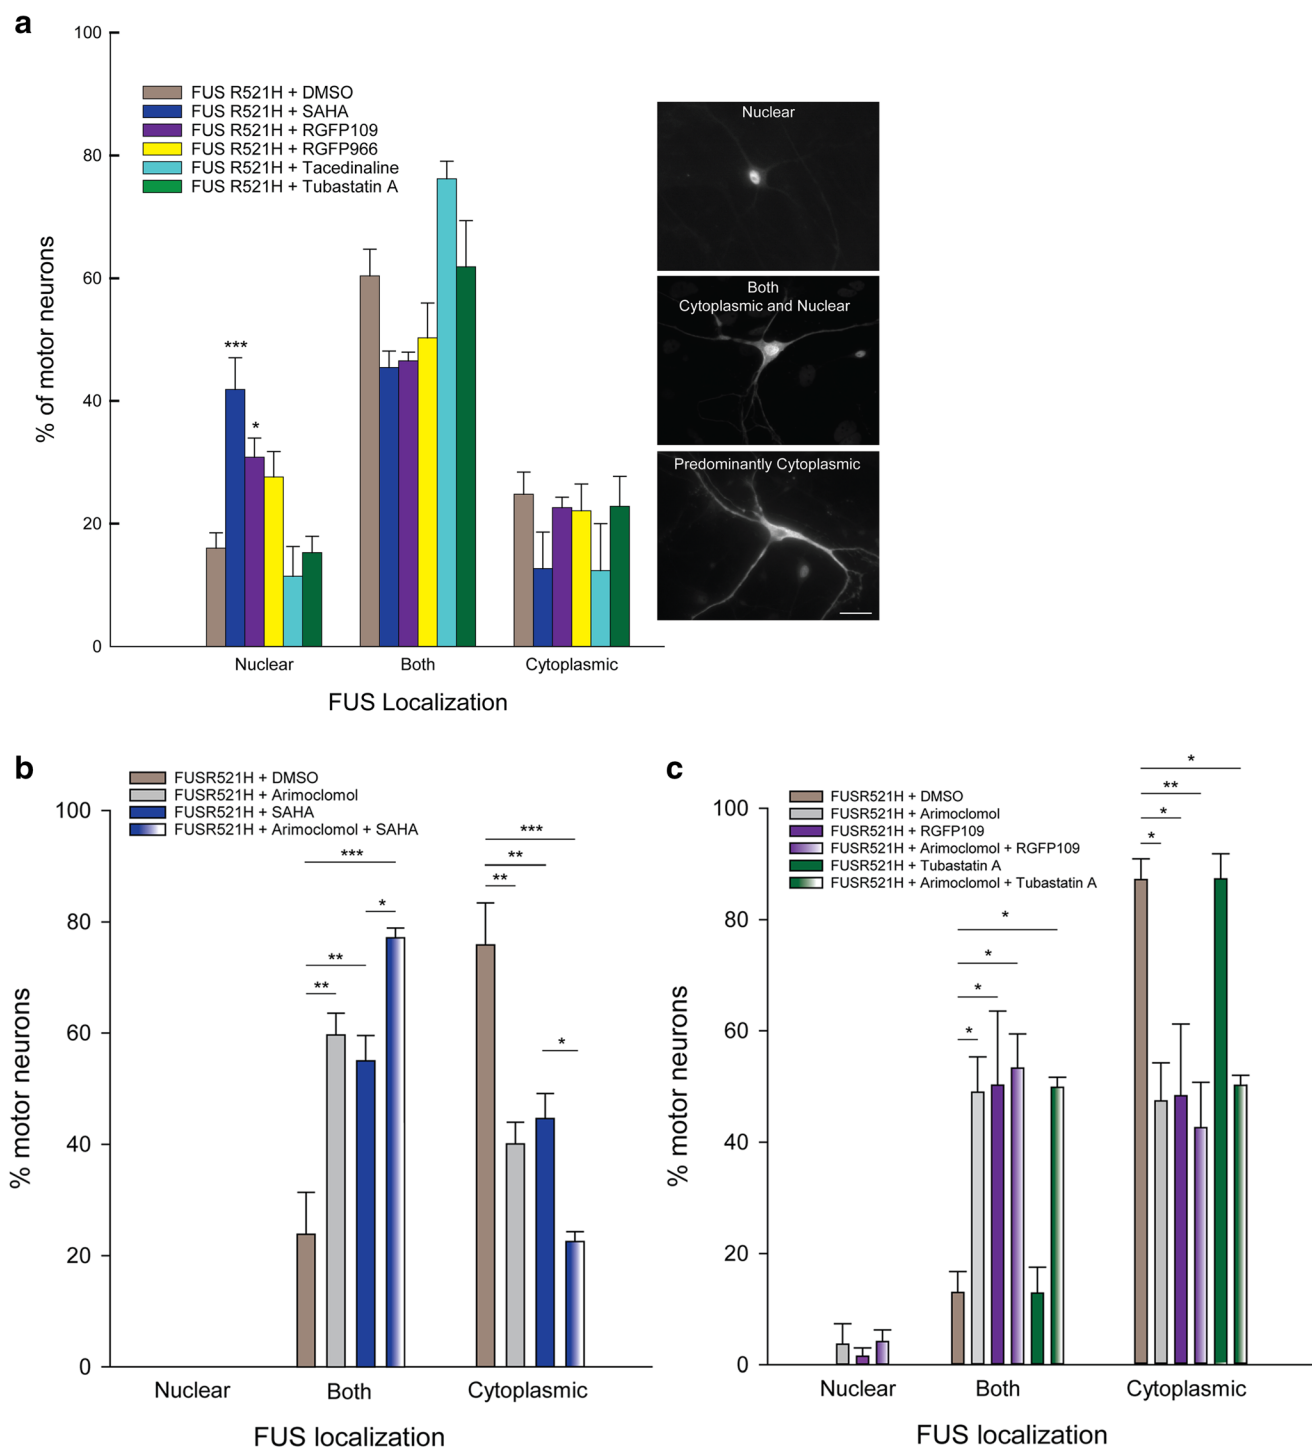 a
100
80
60
40
20
0
% of motor neurons
FUS R521H + DMSO
FUS R521H + SAHA
FUS R521H + RGFP109
FUS R521H + RGFP966
FUS R521H + Tacedinaline
FUS R521H + Tubastatin A
***
*
Nuclear
Both
Cytoplasmic
FUS Localization
Nuclear
Both
Cytoplasmic and Nuclear
Predominantly Cytoplasmic
b
FUSR521H + DMSO
FUSR521H + Arimoclomol
FUSR521H + SAHA
FUSR521H + Arimoclomol + SAHA
100
80
60
40
20
0
% motor neurons
***
*
**
**
***
**
**
*
Nuclear
Both
Cytoplasmic
FUS localization
c
FUSR521H + DMSO
FUSR521H + Arimoclomol
FUSR521H + RGFP109
FUSR521H + Arimoclomol + RGFP109
FUSR521H + Tubastatin A
FUSR521H + Arimoclomol + Tubastatin A
100
80
60
40
20
0
% motor neurons
*
*
*
*
*
**
*
*
Nuclear
Both
Cytoplasmic
FUS localization